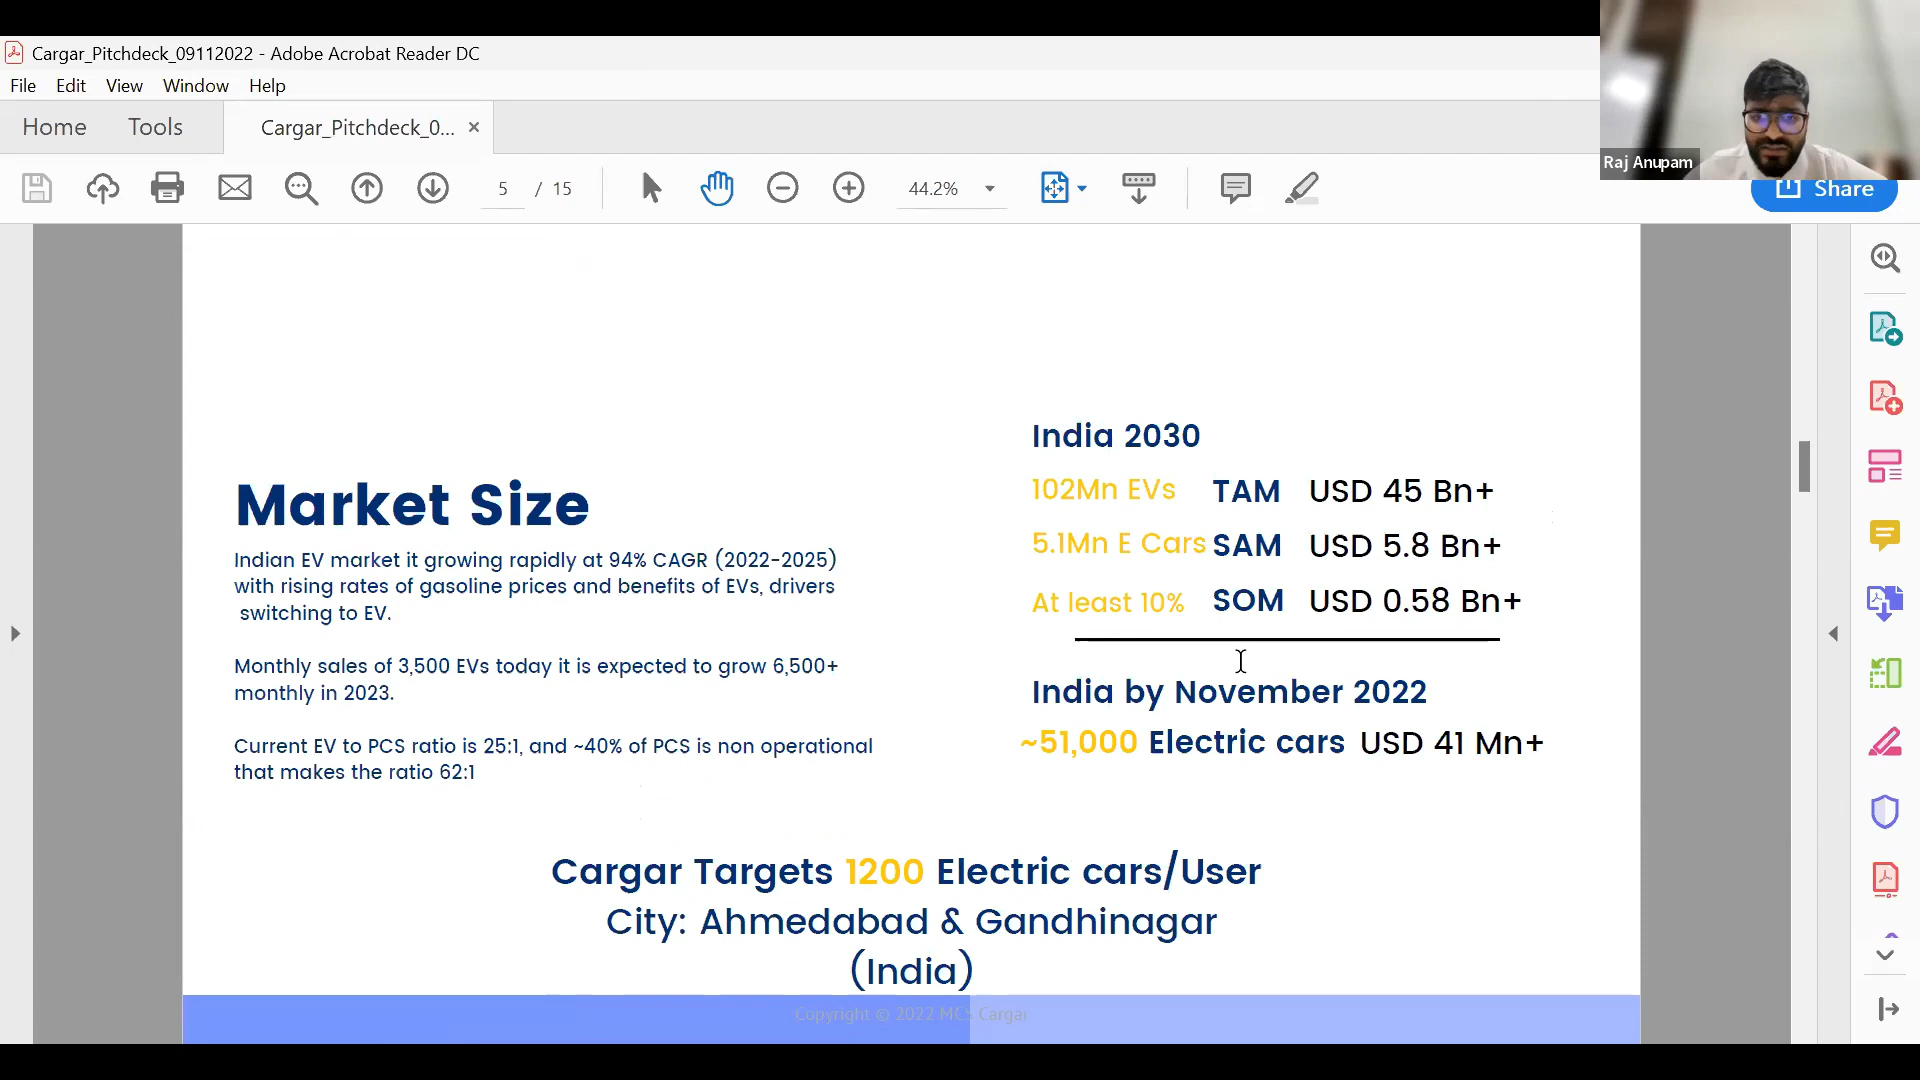 Cargar_Pitchdeck_09112022 - Adobe Acrobat Reader DC
File Edit View Window Help
Home Tools Cargar_Pitchdeck_0... ×
5 / 15 44.2%
Raj Anupam
Share
Market Size
Indian EV market it growing rapidly at 94% CAGR (2022-2025)
with rising rates of gasoline prices and benefits of EVs, drivers
switching to EV.
Monthly sales of 3,500 EVs today it is expected to grow 6,500+
monthly in 2023.
Current EV to PCS ratio is 25:1, and ~40% of PCS is non operational
that makes the ratio 62:1
India 2030
102Mn EVs TAM USD 45 Bn+
5.1Mn E Cars SAM USD 5.8 Bn+
At least 10% SOM USD 0.58 Bn+
India by November 2022
~51,000 Electric cars USD 41 Mn+
Cargar Targets 1200 Electric cars/User
City: Ahmedabad & Gandhinagar
(India)
Copyright © 2022 MCS Cargar